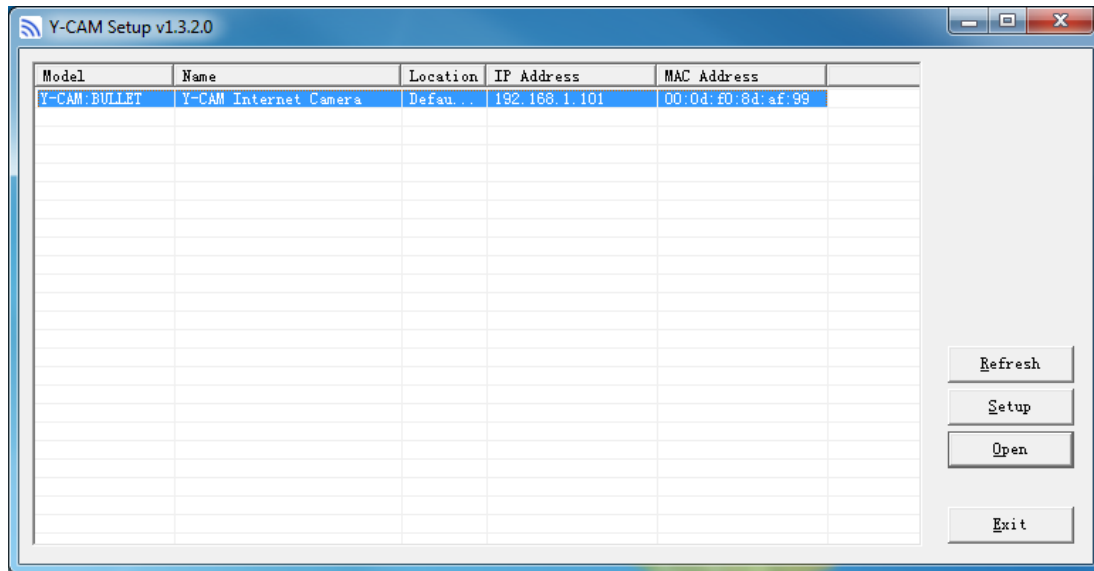 Y-CAM Setup v1.3.2.0
Model Name Location IP Address MAC Address
Y-CAM:BULLET Y-CAM Internet Camera Defau... 192.168.1.101 00:0d:f0:8d:af:99
Refresh
Setup
Open
Exit